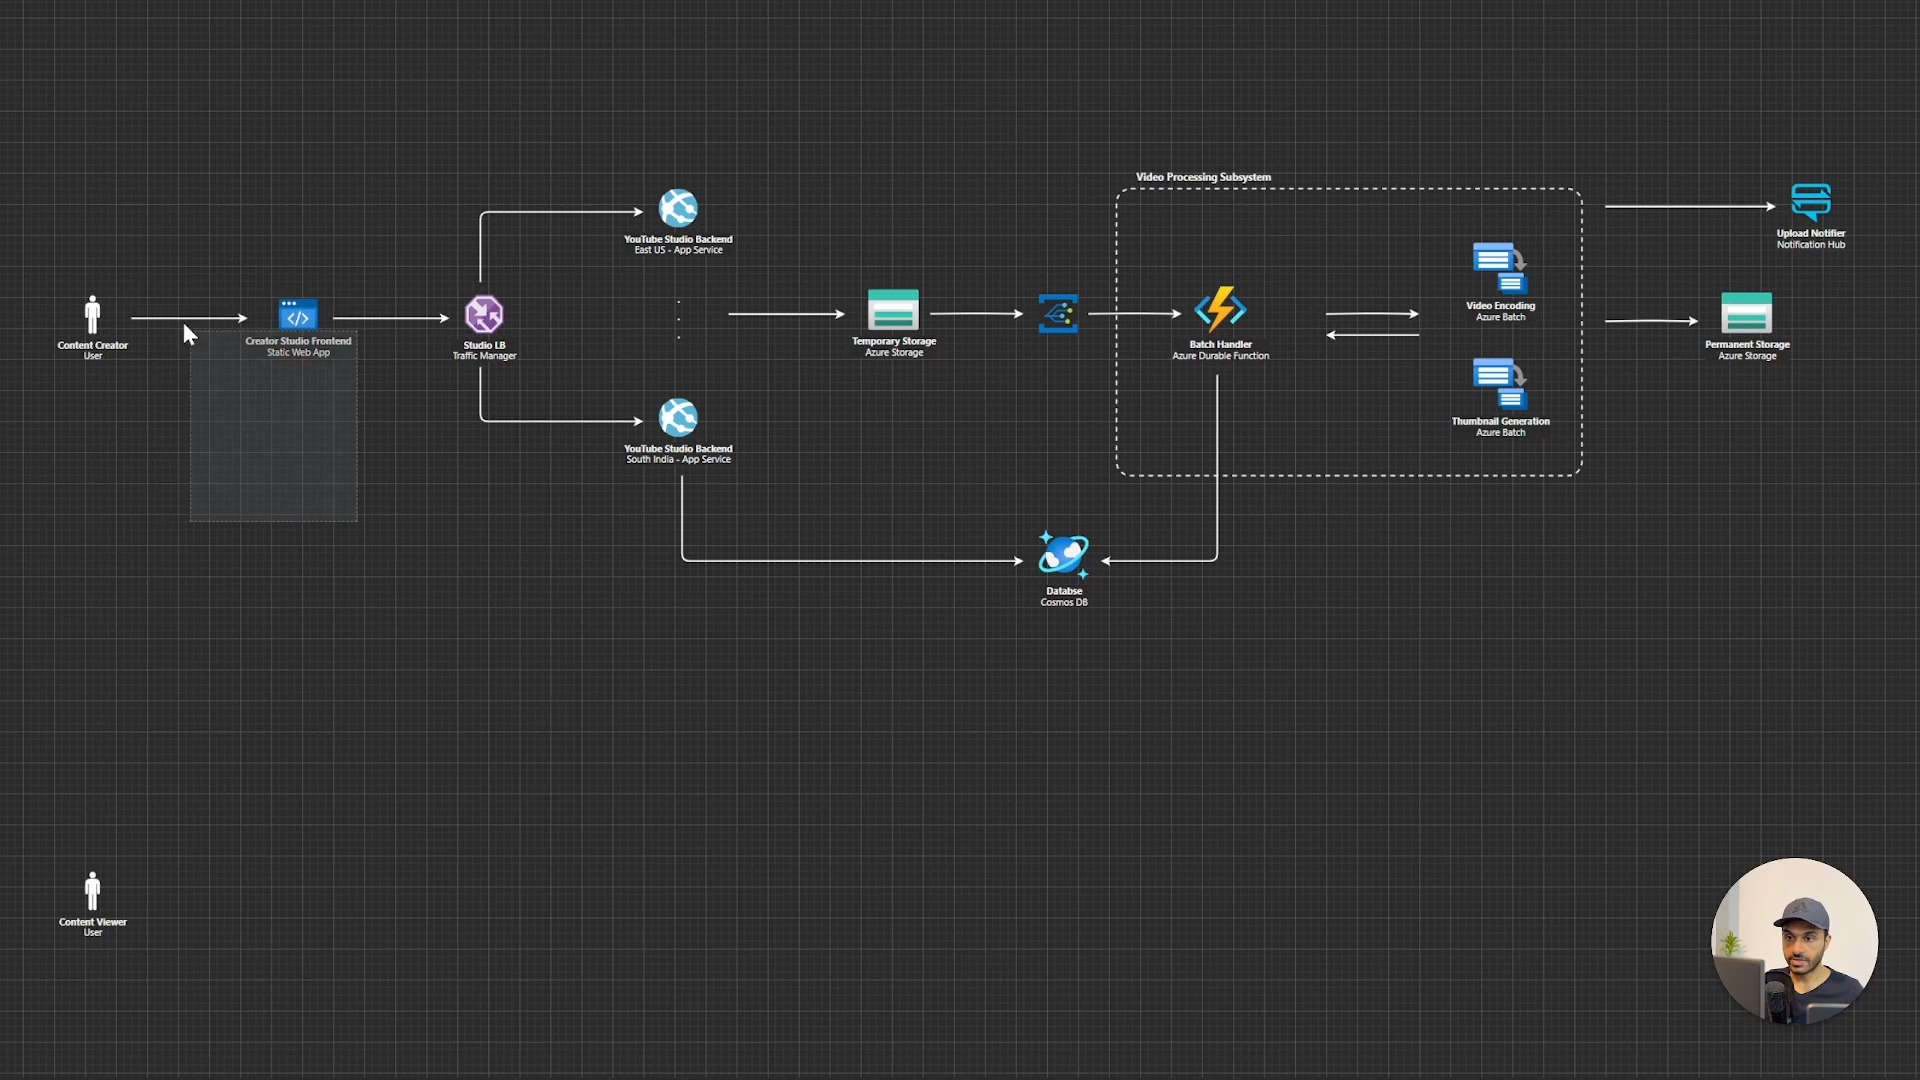 Video Processing Subsystem
YouTube Studio Backend
East US - App Service
Upload Notifier
Notification Hub
Video Encoding
Azure Batch
Content Creator
User
Creator Studio Frontend
Static Web App
Studio LB
Traffic Manager
Temporary Storage
Azure Storage
Batch Handler
Azure Durable Function
Permanent Storage
Azure Storage
Thumbnail Generation
Azure Batch
YouTube Studio Backend
South India - App Service
Databse
Cosmos DB
Content Viewer
User